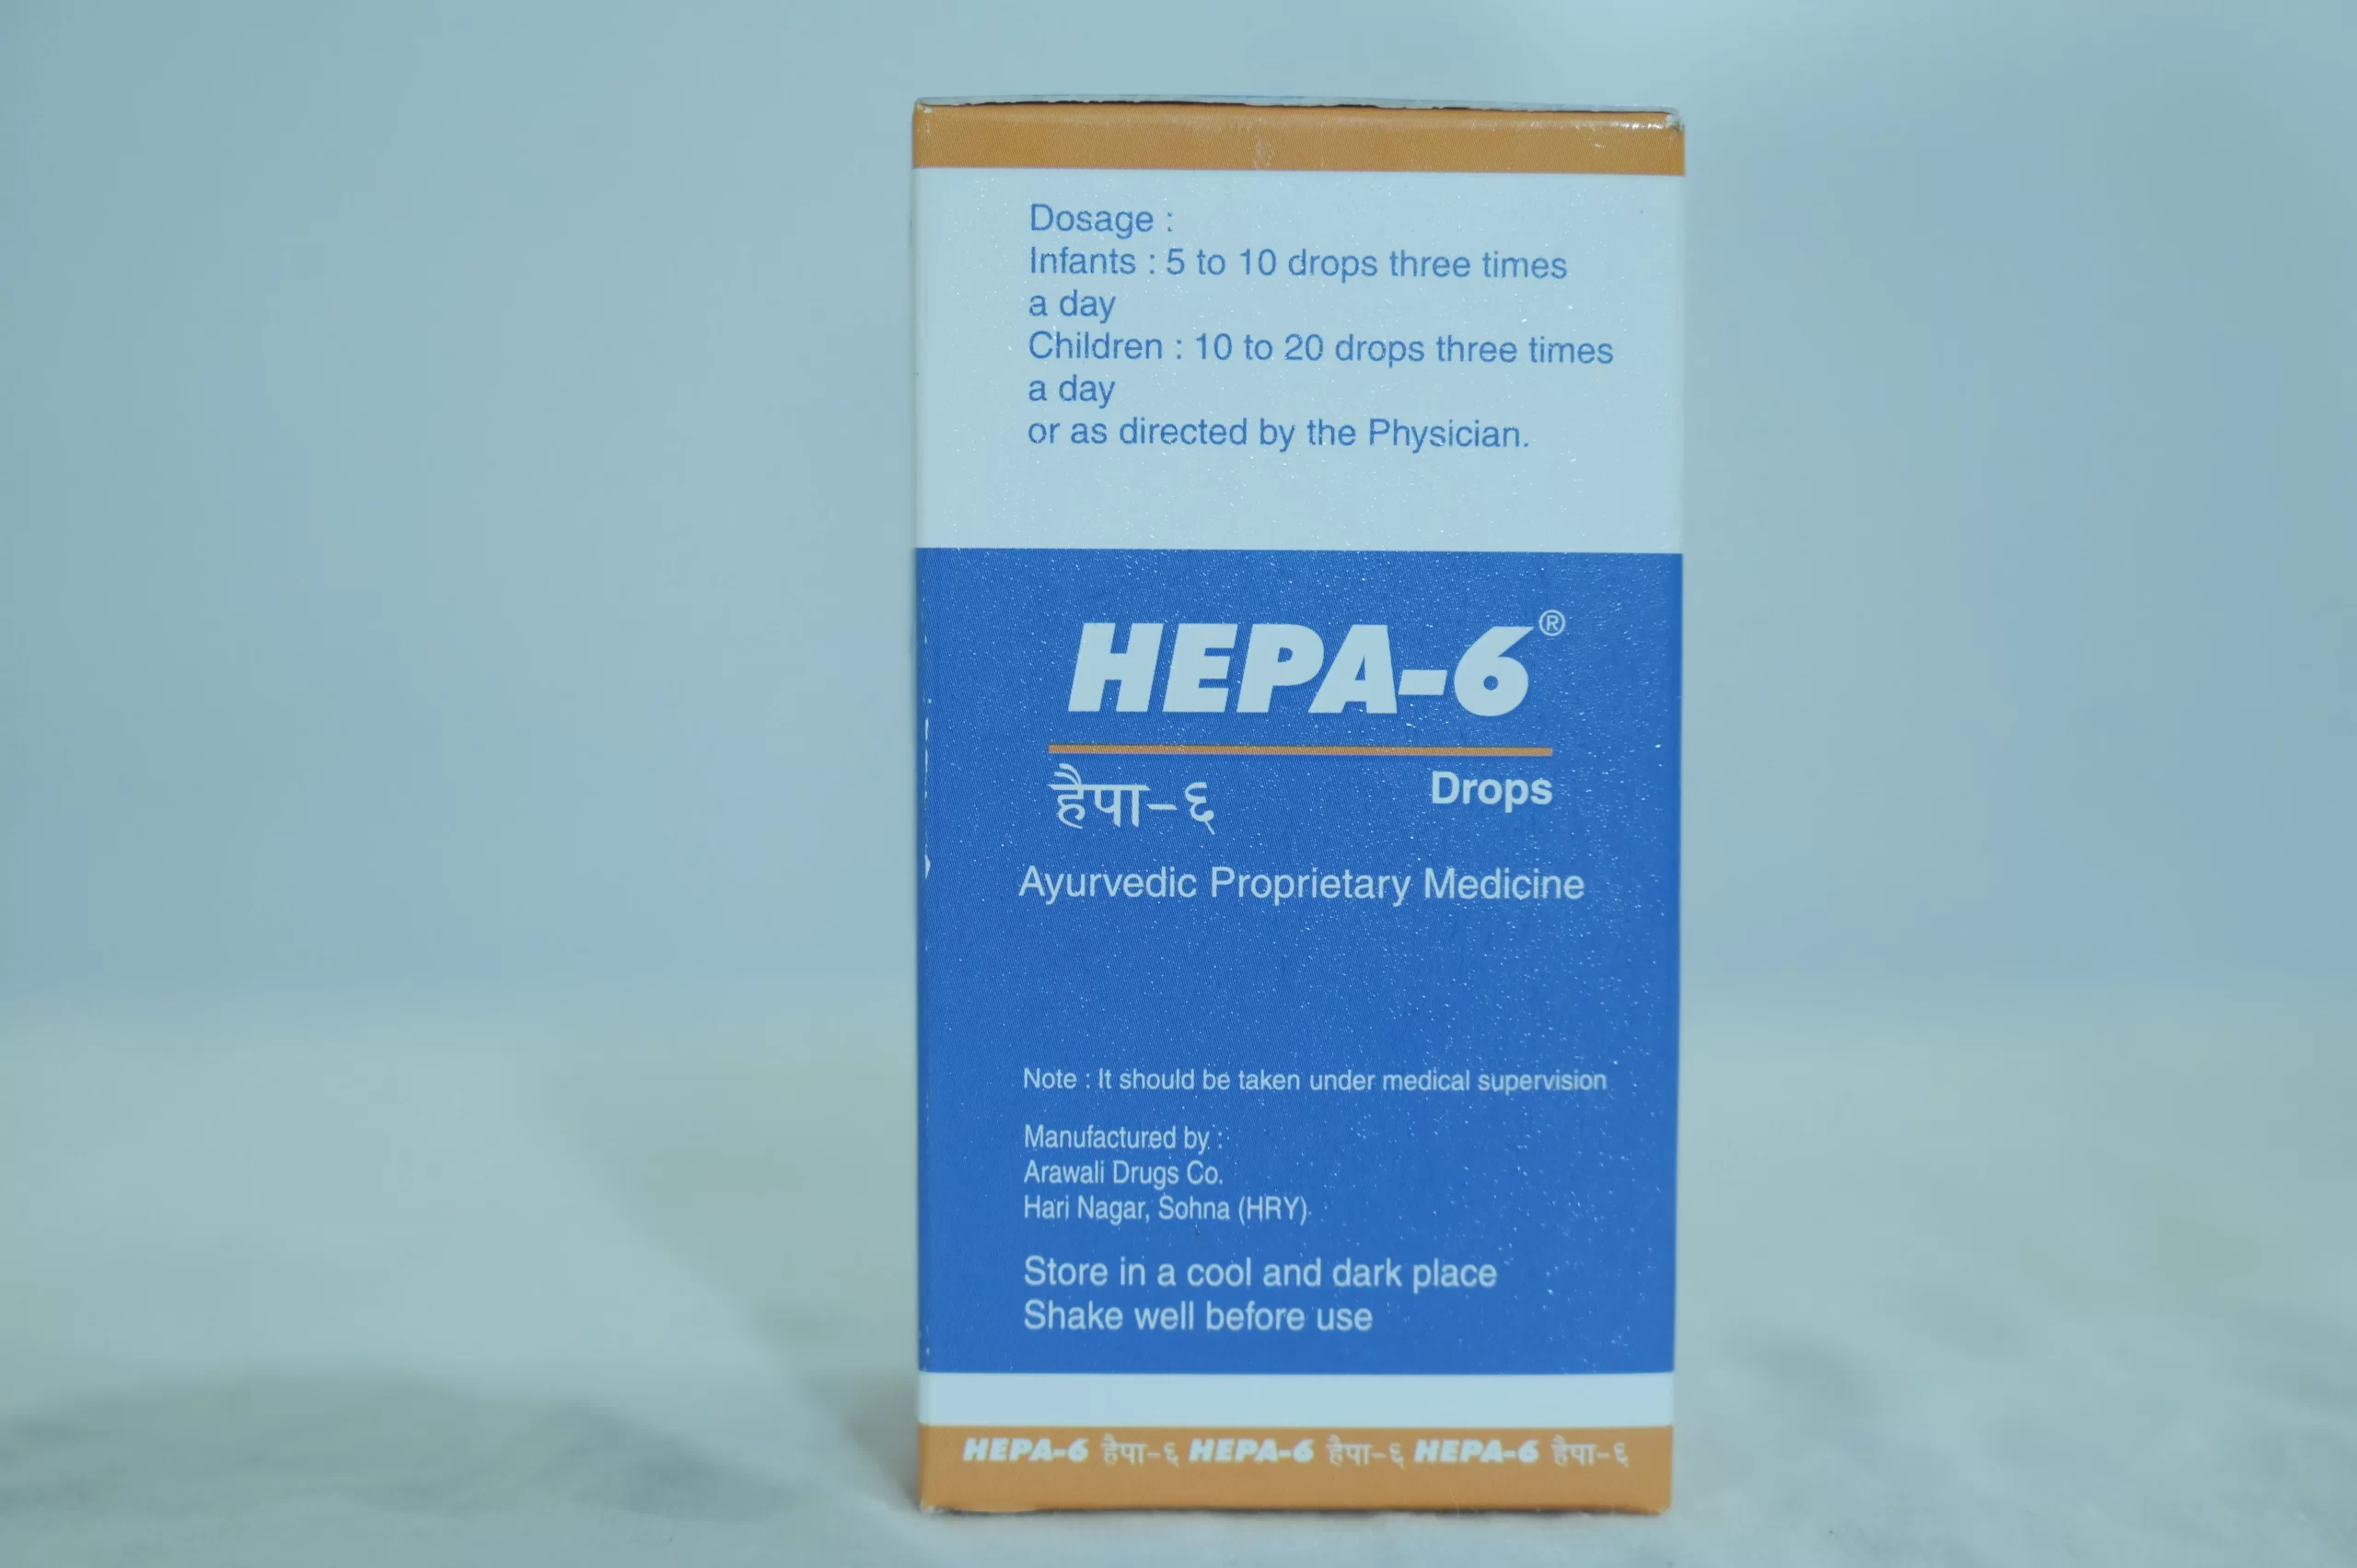 Dosage :
Infants : 5 to 10 drops three times
a day
Children : 10 to 20 drops three times
a day
or as directed by the Physician.
HEPA-6®
हैपा-६
Drops
Ayurvedic Proprietary Medicine
Note : It should be taken under medical supervision
Manufactured by :
Arawali Drugs Co.
Hari Nagar, Sohna (HRY)
Store in a cool and dark place
Shake well before use
HEPA-6 हैपा-६ HEPA-6 हैपा-६ HEPA-6 हैपा-६